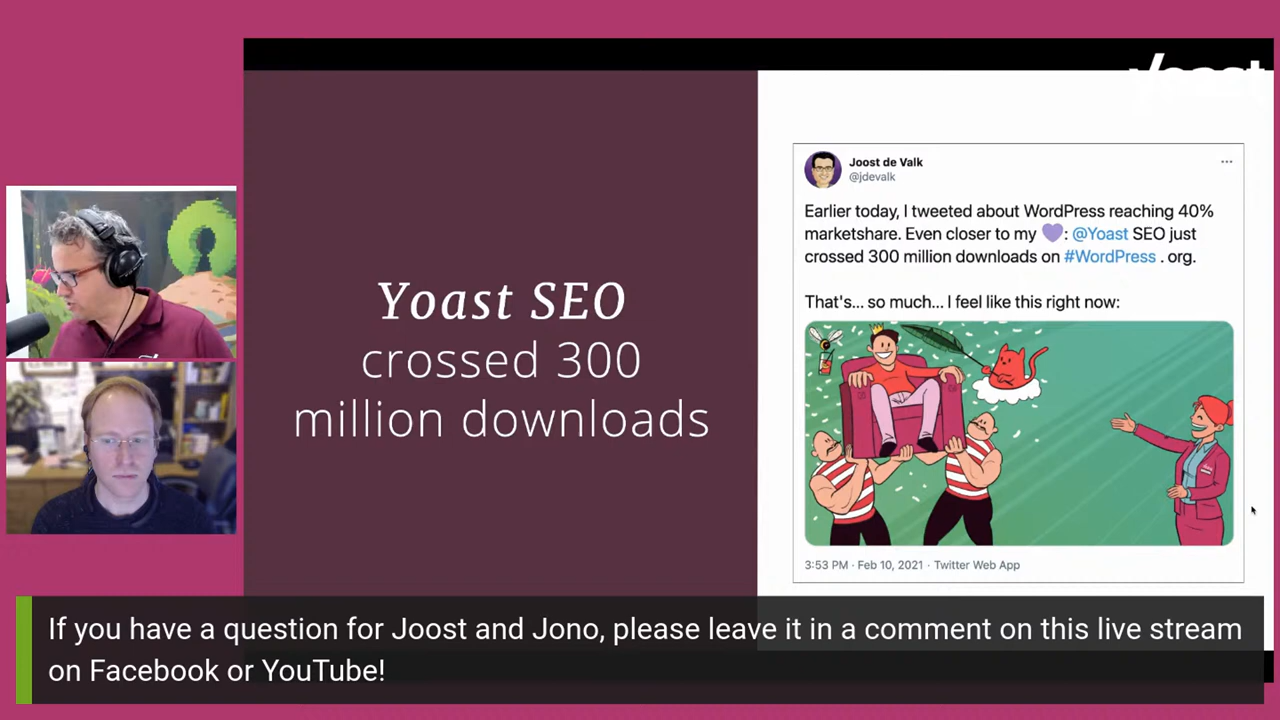 yoast
Yoast SEO
crossed 300
million downloads
Joost de Valk
@jdevalk
Earlier today, I tweeted about WordPress reaching 40%
marketshare. Even closer to my 💜: @Yoast SEO just
crossed 300 million downloads on #WordPress . org.
That's... so much... I feel like this right now:
3:53 PM · Feb 10, 2021 · Twitter Web App
If you have a question for Joost and Jono, please leave it in a comment on this live stream
on Facebook or YouTube!